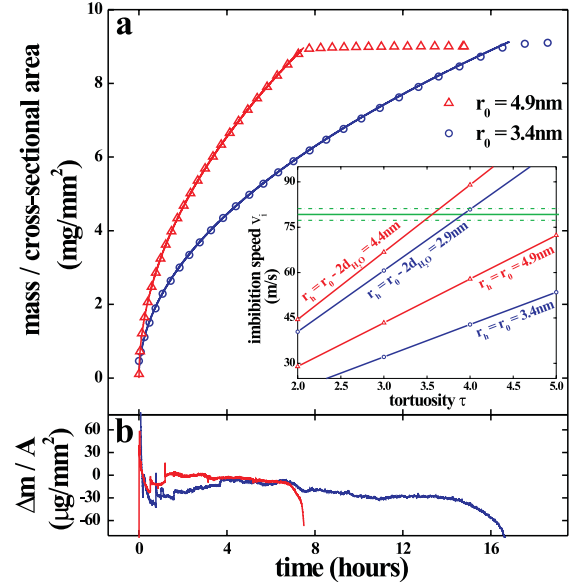 a
10
8
6
4
2
0
mass / cross-sectional area
(mg/mm²)
r₀ = 4.9nm
r₀ = 3.4nm
90
75
60
45
30
imbibition speed vᵢ
(m/s)
r_h = r₀ - 2d_H₂O = 4.4nm
r_h = r₀ - 2d_H₂O = 2.9nm
r_h = r₀ = 4.9nm
r_h = r₀ = 3.4nm
2.0 2.5 3.0 3.5 4.0 4.5 5.0
tortuosity τ
b
60
30
0
-30
-60
Δm / A
(μg/mm²)
0 4 8 12 16
time (hours)